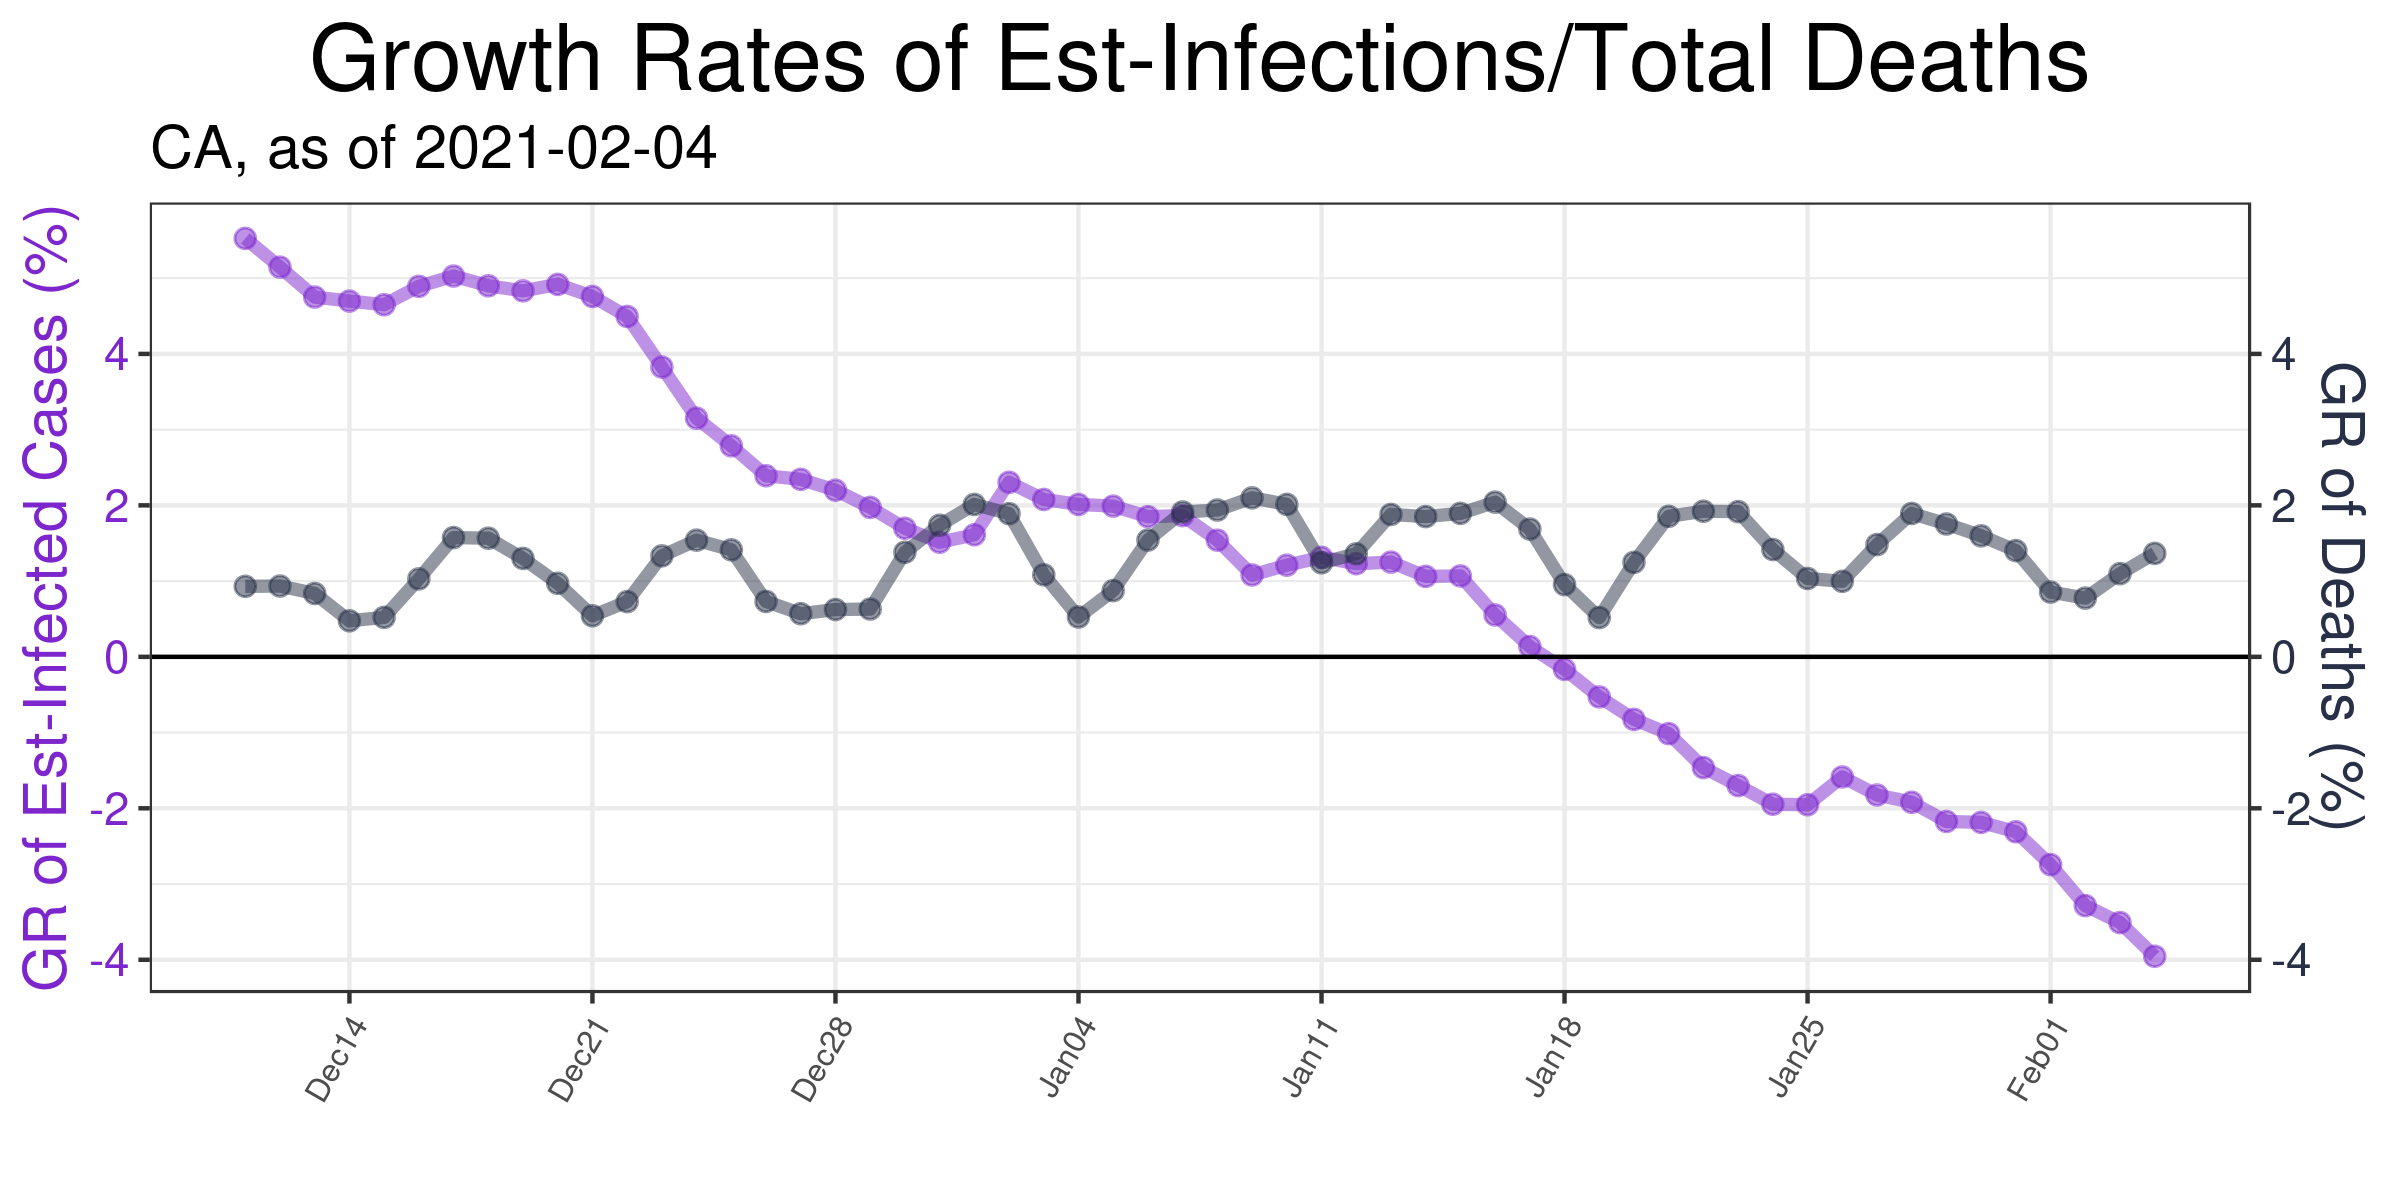 Growth Rates of Est-Infections/Total Deaths
CA, as of 2021-02-04
GR of Est-Infected Cases (%)
4
2
0
-2
-4
4
2
0
-2
-4
GR of Deaths (%)
Dec14
Dec21
Dec28
Jan04
Jan11
Jan18
Jan25
Feb01